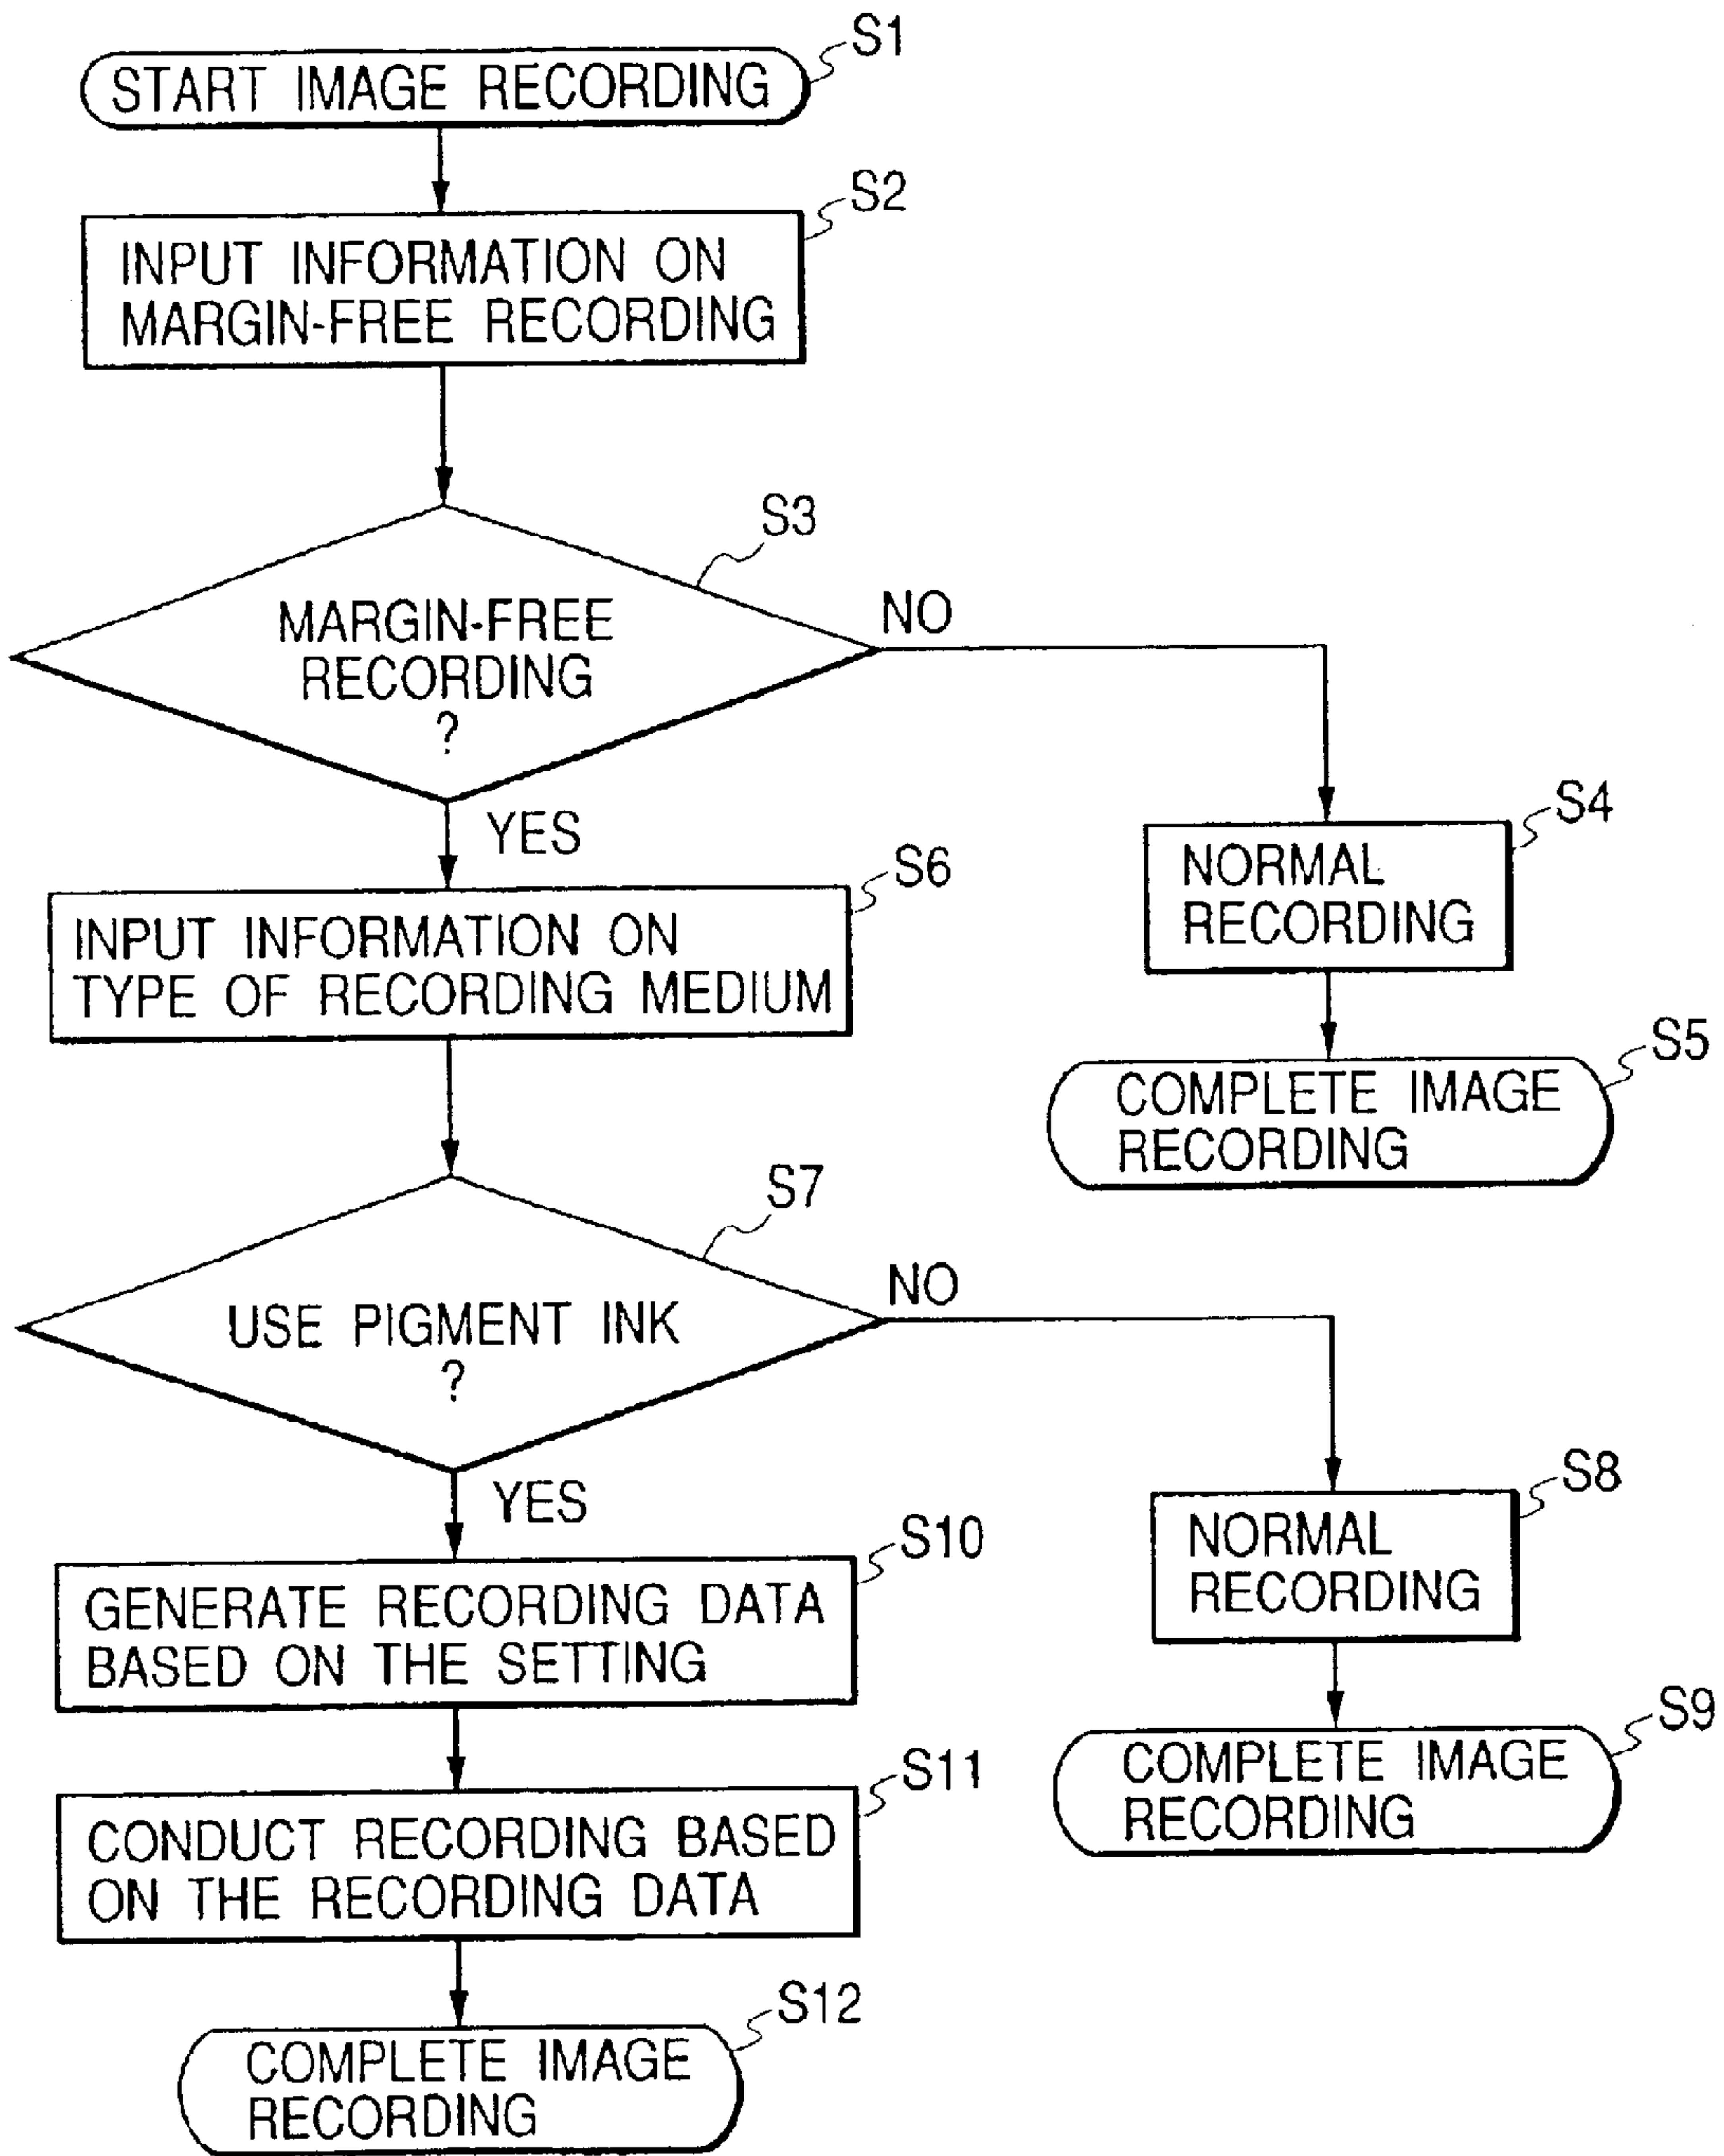 S1
START IMAGE RECORDING
S2
INPUT INFORMATION ON
MARGIN-FREE RECORDING
S3
MARGIN-FREE
RECORDING
?
NO
YES
S4
NORMAL
RECORDING
S5
COMPLETE IMAGE
RECORDING
S6
INPUT INFORMATION ON
TYPE OF RECORDING MEDIUM
S7
USE PIGMENT INK
?
NO
YES
S8
NORMAL
RECORDING
S9
COMPLETE IMAGE
RECORDING
S10
GENERATE RECORDING DATA
BASED ON THE SETTING
S11
CONDUCT RECORDING BASED
ON THE RECORDING DATA
S12
COMPLETE IMAGE
RECORDING